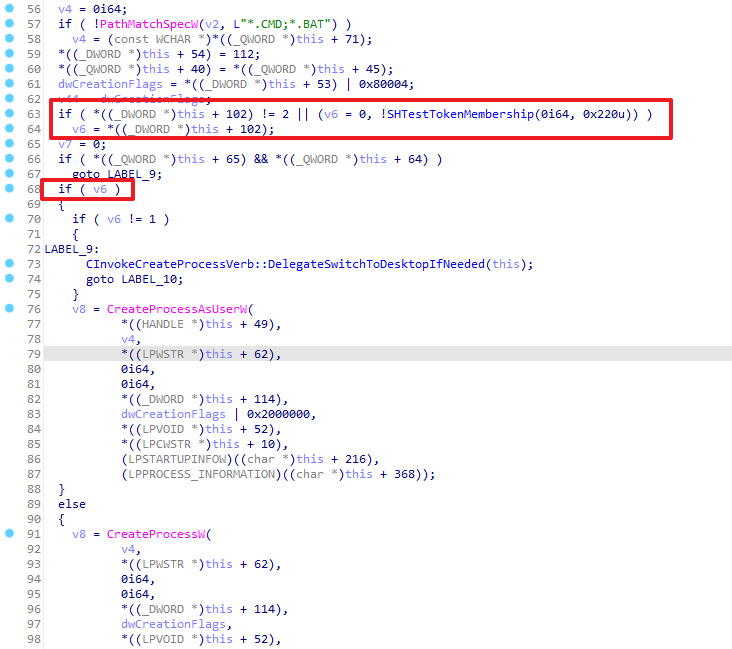 56 v4 = 0i64;
57 if ( !PathMatchSpecW(v2, L"*.CMD;*.BAT") )
58 v4 = (const WCHAR *)*((_QWORD *)this + 71);
59 *((_DWORD *)this + 54) = 112;
60 *((_QWORD *)this + 40) = *((_QWORD *)this + 45);
61 dwCreationFlags = *((_DWORD *)this + 53) | 0x80004;
62 v44 = dwCreationFlags;
63 if ( *((_DWORD *)this + 102) != 2 || (v6 = 0, !SHTestTokenMembership(0i64, 0x220u)) )
64 v6 = *((_DWORD *)this + 102);
65 v7 = 0;
66 if ( *((_QWORD *)this + 65) && *((_QWORD *)this + 64) )
67 goto LABEL_9;
68 if ( v6 )
69 {
70 if ( v6 != 1 )
71 {
72 LABEL_9:
73 CInvokeCreateProcessVerb::DelegateSwitchToDesktopIfNeeded(this);
74 goto LABEL_10;
75 }
76 v8 = CreateProcessAsUserW(
77 *((HANDLE *)this + 49),
78 v4,
79 *((LPWSTR *)this + 62),
80 0i64,
81 0i64,
82 *((_DWORD *)this + 114),
83 dwCreationFlags | 0x2000000,
84 *((LPVOID *)this + 52),
85 *((LPCWSTR *)this + 10),
86 (LPSTARTUPINFOW)((char *)this + 216),
87 (LPPROCESS_INFORMATION)((char *)this + 368));
88 }
89 else
90 {
91 v8 = CreateProcessW(
92 v4,
93 *((LPWSTR *)this + 62),
94 0i64,
95 0i64,
96 *((_DWORD *)this + 114),
97 dwCreationFlags,
98 *((LPVOID *)this + 52),